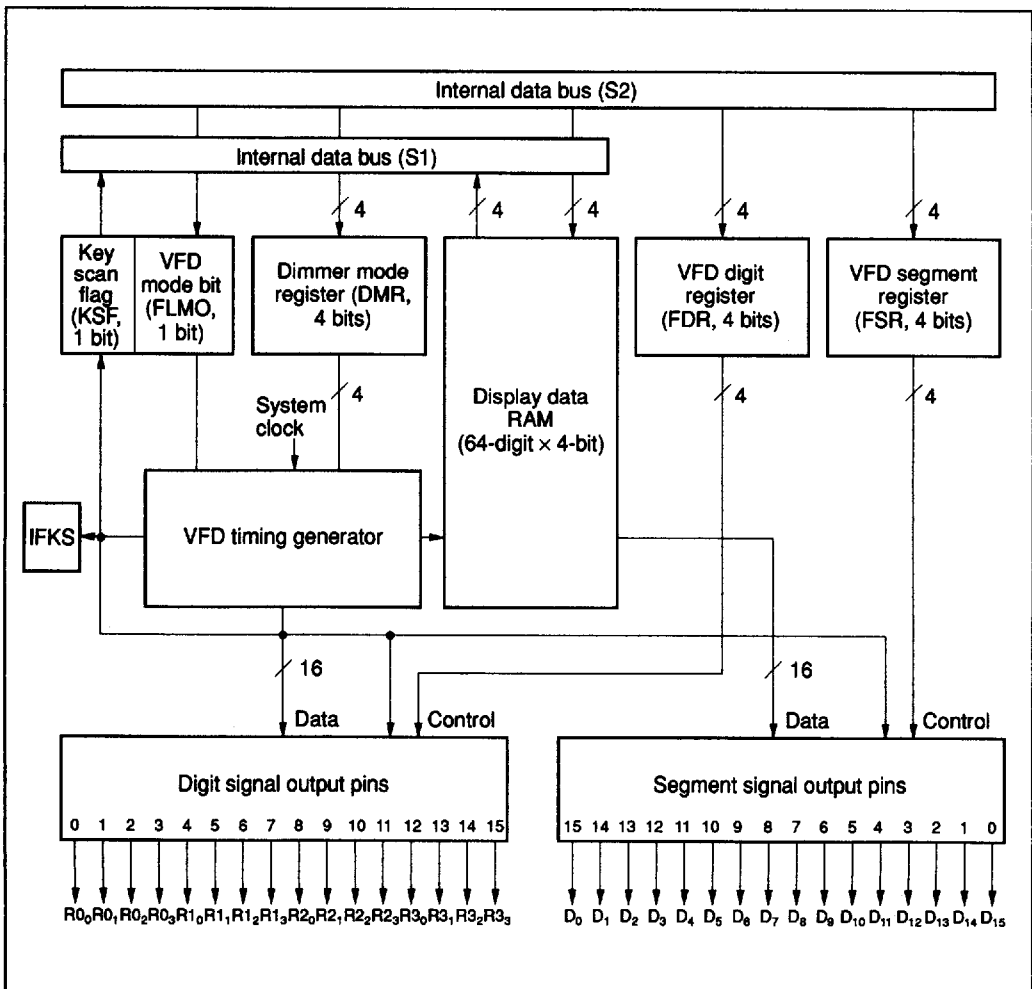 Internal data bus (S2)
Internal data bus (S1)
4
4
4
4
4
Key
scan
flag
(KSF,
1 bit)
VFD
mode bit
(FLMO,
1 bit)
Dimmer mode
register (DMR,
4 bits)
Display data
RAM
(64-digit × 4-bit)
VFD digit
register
(FDR, 4 bits)
VFD segment
register
(FSR, 4 bits)
4
4
4
System
clock
IFKS
VFD timing generator
16
16
Data
Control
Data
Control
Digit signal output pins
0 1 2 3 4 5 6 7 8 9 10 11 12 13 14 15
R0₀ R0₁ R0₂ R0₃ R1₀ R1₁ R1₂ R1₃ R2₀ R2₁ R2₂ R2₃ R3₀ R3₁ R3₂ R3₃
Segment signal output pins
15 14 13 12 11 10 9 8 7 6 5 4 3 2 1 0
D₀ D₁ D₂ D₃ D₄ D₅ D₆ D₇ D₈ D₉ D₁₀ D₁₁ D₁₂ D₁₃ D₁₄ D₁₅